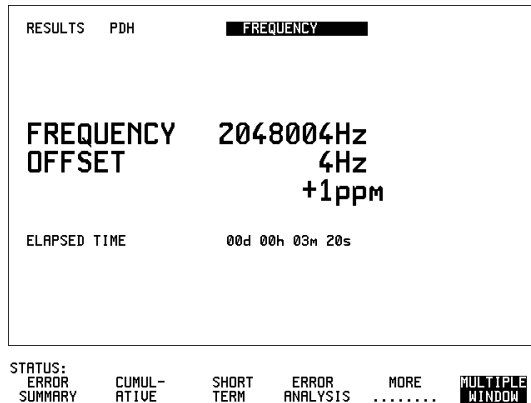 RESULTS PDH FREQUENCY
FREQUENCY 2048004Hz
OFFSET 4Hz
+1ppm
ELAPSED TIME 00d 00h 03m 20s
STATUS:
ERROR CUMUL- SHORT ERROR MORE MULTIPLE
SUMMARY ATIVE TERM ANALYSIS ........ WINDOW